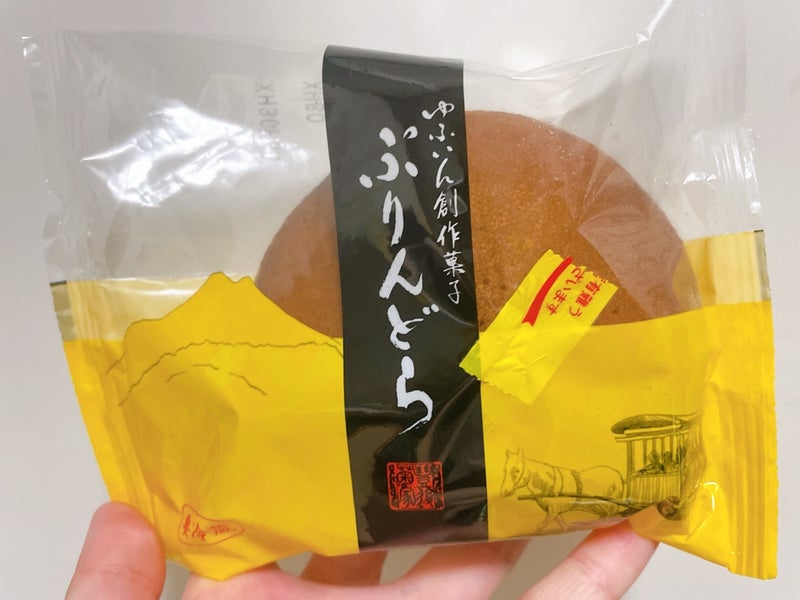 ゆふいん創作菓子
ぷりんどら
有難う
ございます